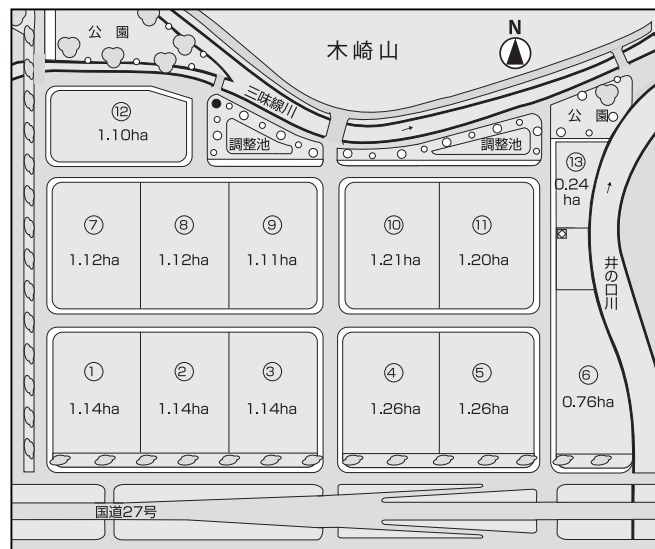 公園
木崎山
N
三味線川
⑫
1.10ha
調整池
調整池
公園
⑬
0.24
ha
⑦
1.12ha
⑧
1.12ha
⑨
1.11ha
⑩
1.21ha
⑪
1.20ha
井の口川
①
1.14ha
②
1.14ha
③
1.14ha
④
1.26ha
⑤
1.26ha
⑥
0.76ha
国道27号